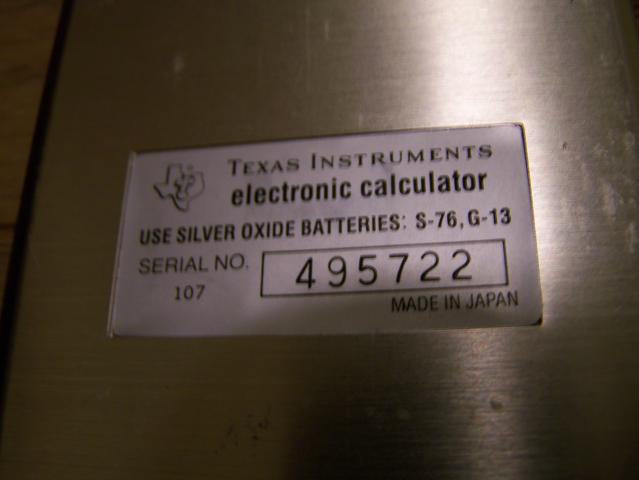 TEXAS INSTRUMENTS
electronic calculator
USE SILVER OXIDE BATTERIES: S-76, G-13
SERIAL NO. 495722
107
MADE IN JAPAN